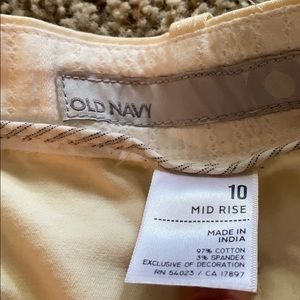 OLD NAVY
10
MID RISE
MADE IN
INDIA
97% COTTON
3% SPANDEX
EXCLUSIVE OF DECORATION
RN 54023 / CA 17897